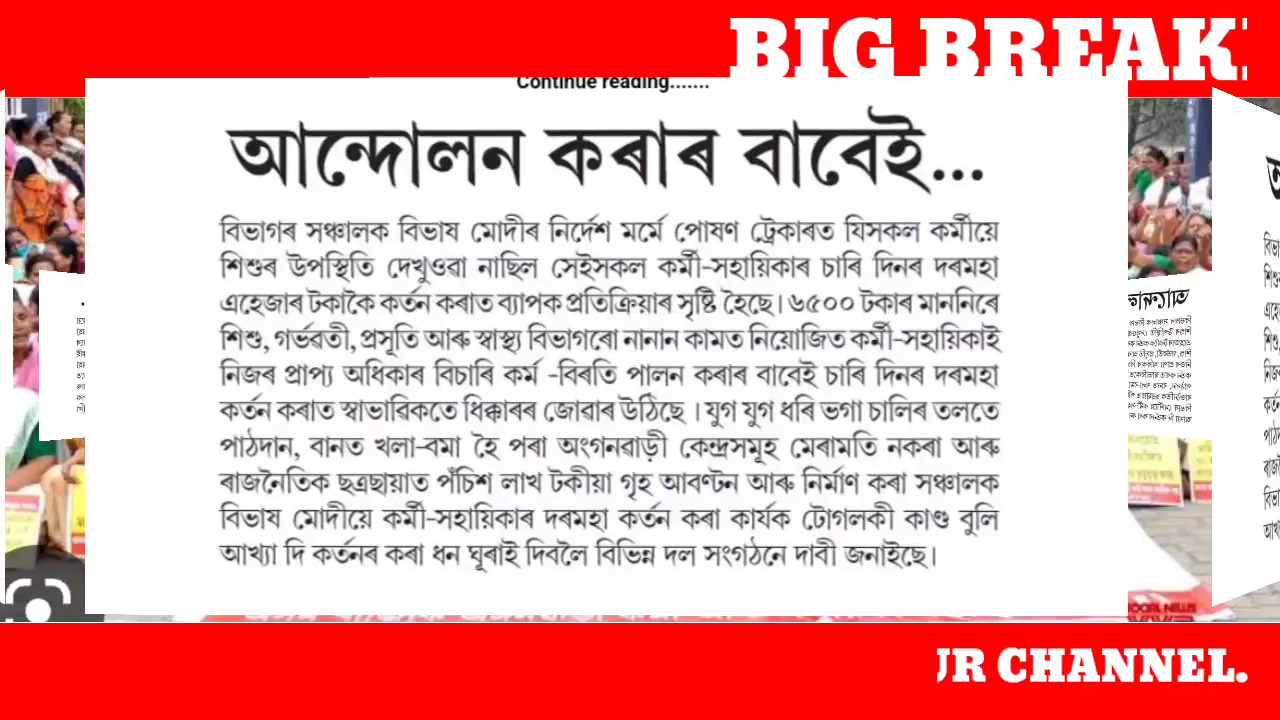 BIG BREAK
Continue reading.......
আন্দোলন কৰাৰ বাবেই...
বিভাগৰ সঞ্চালক বিভাষ মোদীৰ নিৰ্দেশ মৰ্মে পোষণ ট্ৰেকাৰত যিসকল কৰ্মীয়ে
শিশুৰ উপস্থিতি দেখুওৱা নাছিল সেইসকল কৰ্মী-সহায়িকাৰ চাৰি দিনৰ দৰমহা
এহেজাৰ টকাকৈ কৰ্তন কৰাত ব্যাপক প্ৰতিক্ৰিয়াৰ সৃষ্টি হৈছে। ৬৫০০ টকাৰ মাননিৰে
শিশু, গৰ্ভৱতী, প্ৰসূতি আৰু স্বাস্থ্য বিভাগৰো নানান কামত নিয়োজিত কৰ্মী-সহায়িকাই
নিজৰ প্ৰাপ্য অধিকাৰ বিচাৰি কৰ্ম -বিৰতি পালন কৰাৰ বাবেই চাৰি দিনৰ দৰমহা
কৰ্তন কৰাত স্বাভাৱিকতে ধিক্কাৰৰ জোৱাৰ উঠিছে । যুগ যুগ ধৰি ভগা চালিৰ তলতে
পাঠদান, বানত খলা-বমা হৈ পৰা অংগনৱাড়ী কেন্দ্ৰসমূহ মেৰামতি নকৰা আৰু
ৰাজনৈতিক ছত্ৰছায়াত পঁচিশ লাখ টকীয়া গৃহ আবণ্টন আৰু নিৰ্মাণ কৰা সঞ্চালক
বিভাষ মোদীয়ে কৰ্মী-সহায়িকাৰ দৰমহা কৰ্তন কৰা কাৰ্যক টোগলকী কাণ্ড বুলি
আখ্যা দি কৰ্তনৰ কৰা ধন ঘূৰাই দিবলৈ বিভিন্ন দল সংগঠনে দাবী জনাইছে।
UR CHANNEL.